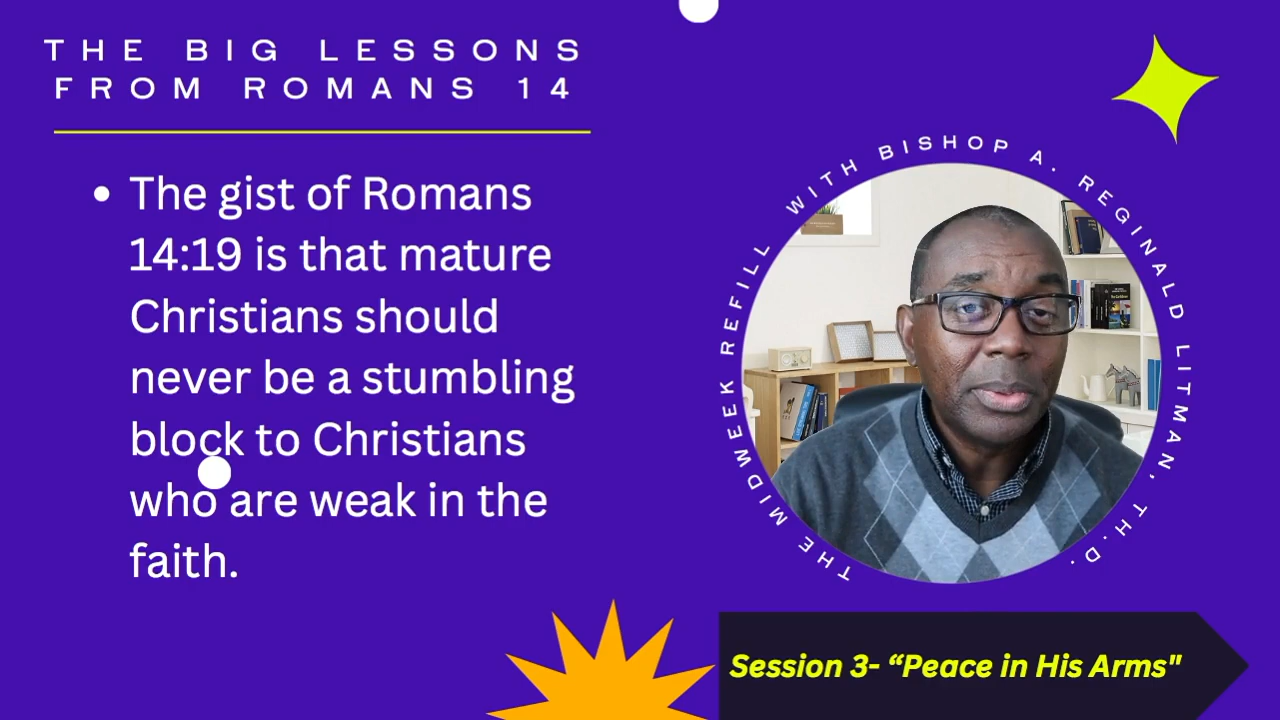 THE BIG LESSONS
FROM ROMANS 14
• The gist of Romans
14:19 is that mature
Christians should
never be a stumbling
block to Christians
who are weak in the
faith.
THE MIDWEEK REFILL WITH BISHOP A. REGINALD LITMAN, TH.D.
Session 3- “Peace in His Arms"